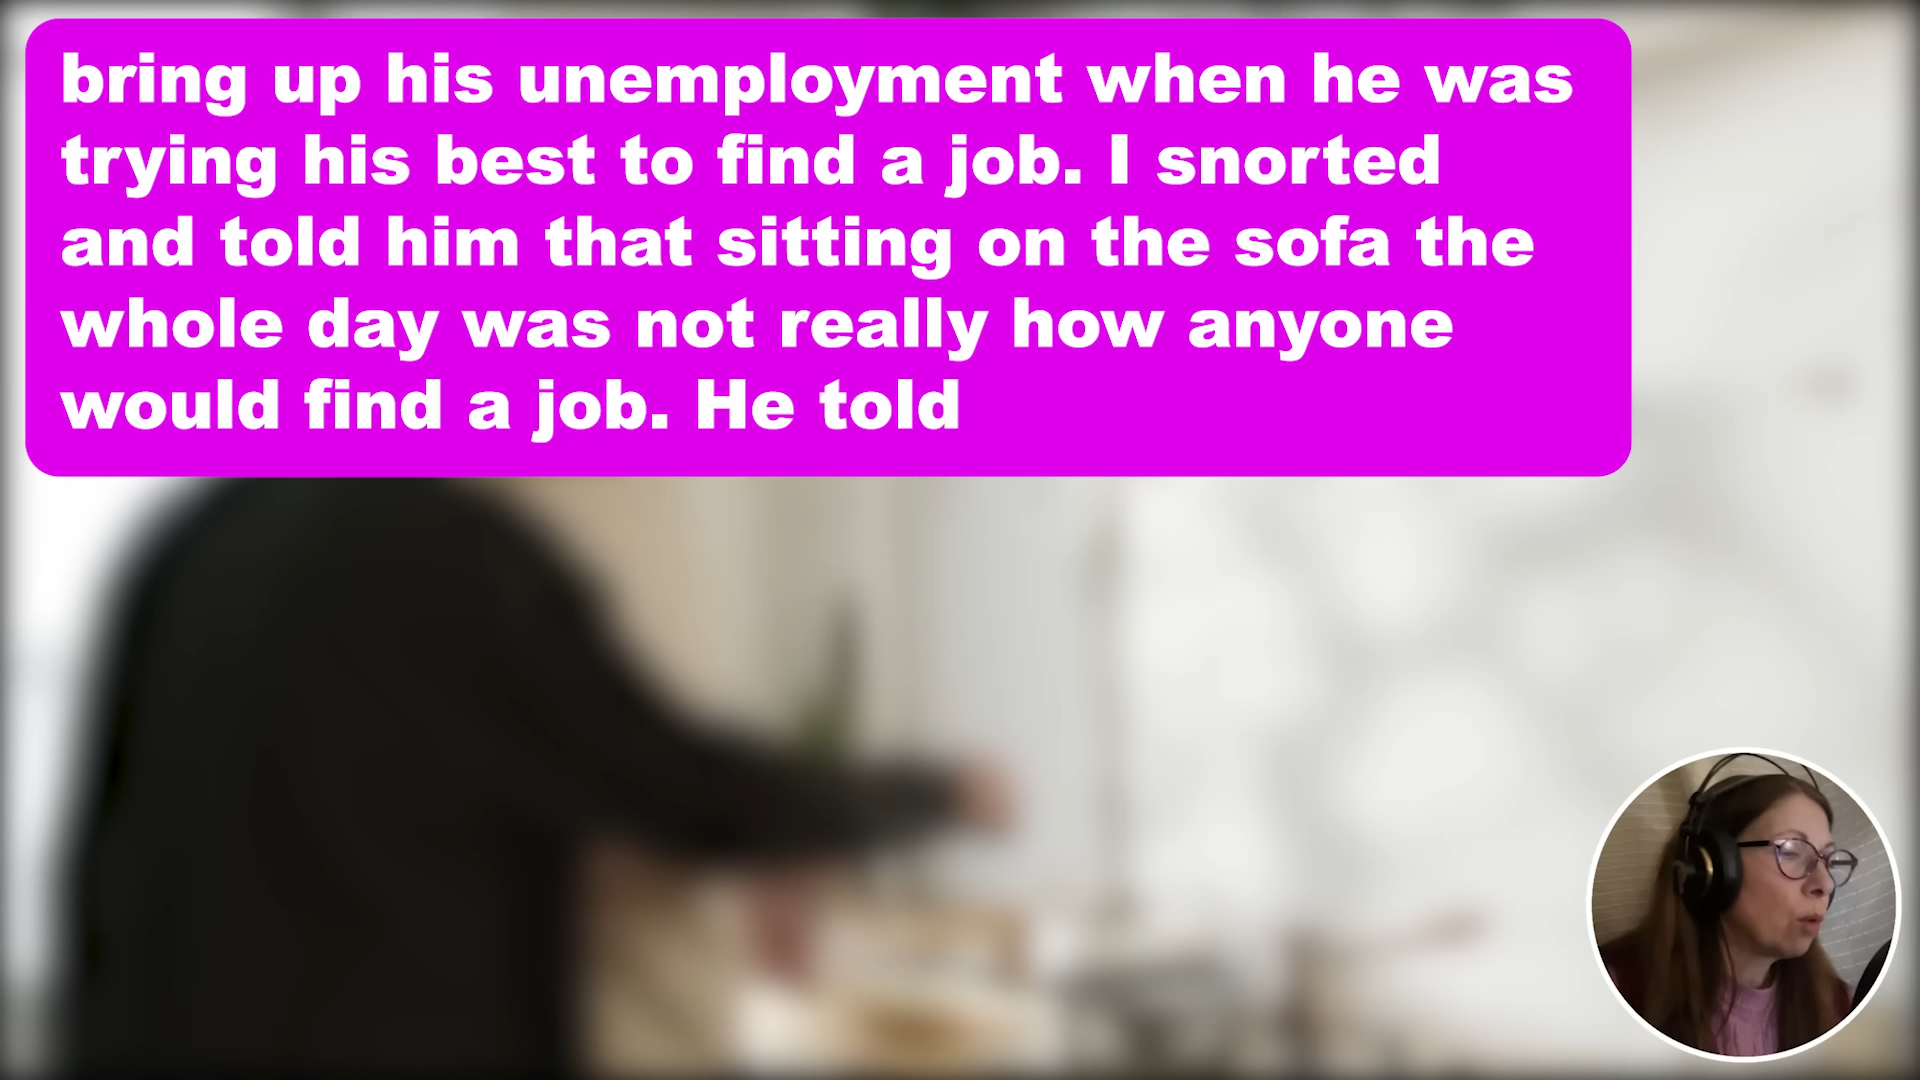 bring up his unemployment when he was
trying his best to find a job. I snorted
and told him that sitting on the sofa the
whole day was not really how anyone
would find a job. He told